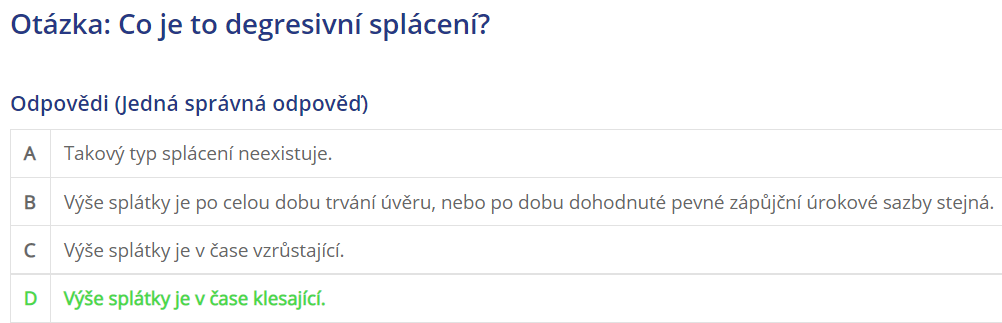 Otázka: Co je to degresivní splácení?
Odpovědi (Jedná správná odpověď)
A Takový typ splácení neexistuje.
B Výše splátky je po celou dobu trvání úvěru, nebo po dobu dohodnuté pevné zápůjční úrokové sazby stejná.
C Výše splátky je v čase vzrůstající.
D Výše splátky je v čase klesající.